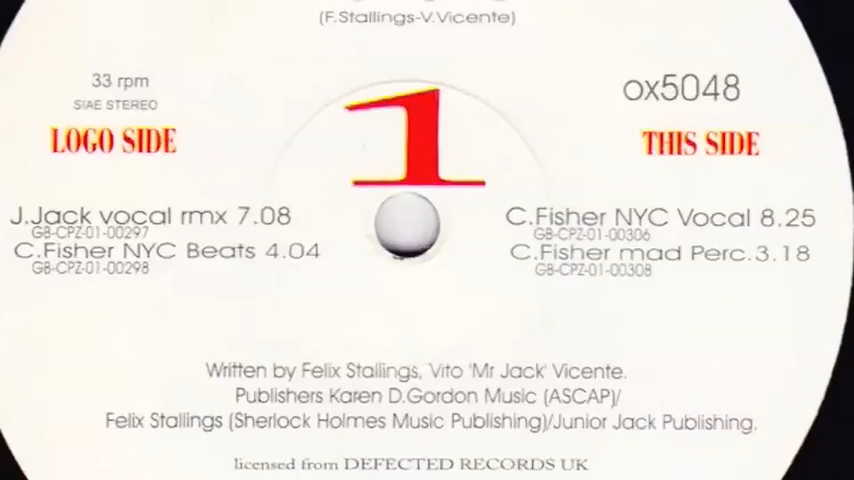 (F.Stallings-V.Vicente)
33 rpm
SIAE STEREO
LOGO SIDE
1
ox5048
THIS SIDE
J.Jack vocal rmx 7.08
GB-CPZ-01-00297
C.Fisher NYC Beats 4.04
GB-CPZ-01-00298
C.Fisher NYC Vocal 8.25
GB-CPZ-01-00306
C.Fisher mad Perc.3.18
GB-CPZ-01-00308
Written by Felix Stallings, Vito 'Mr Jack' Vicente.
Publishers Karen D.Gordon Music (ASCAP)/
Felix Stallings (Sherlock Holmes Music Publishing)/Junior Jack Publishing.
licensed from DEFECTED RECORDS UK